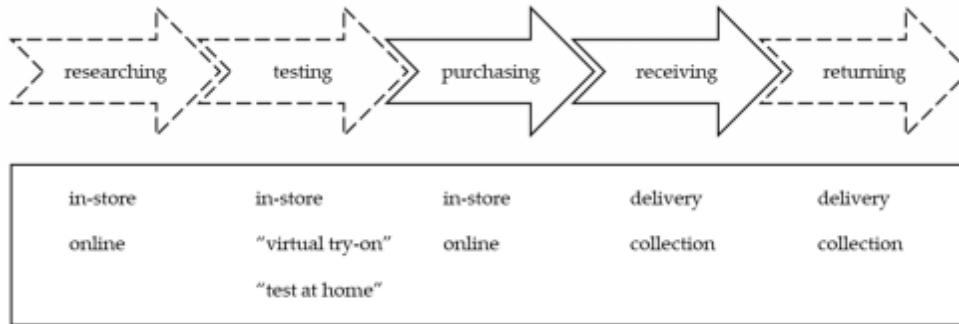 researching testing purchasing receiving returning
in-store in-store in-store delivery delivery
online “virtual try-on” online collection collection
“test at home”